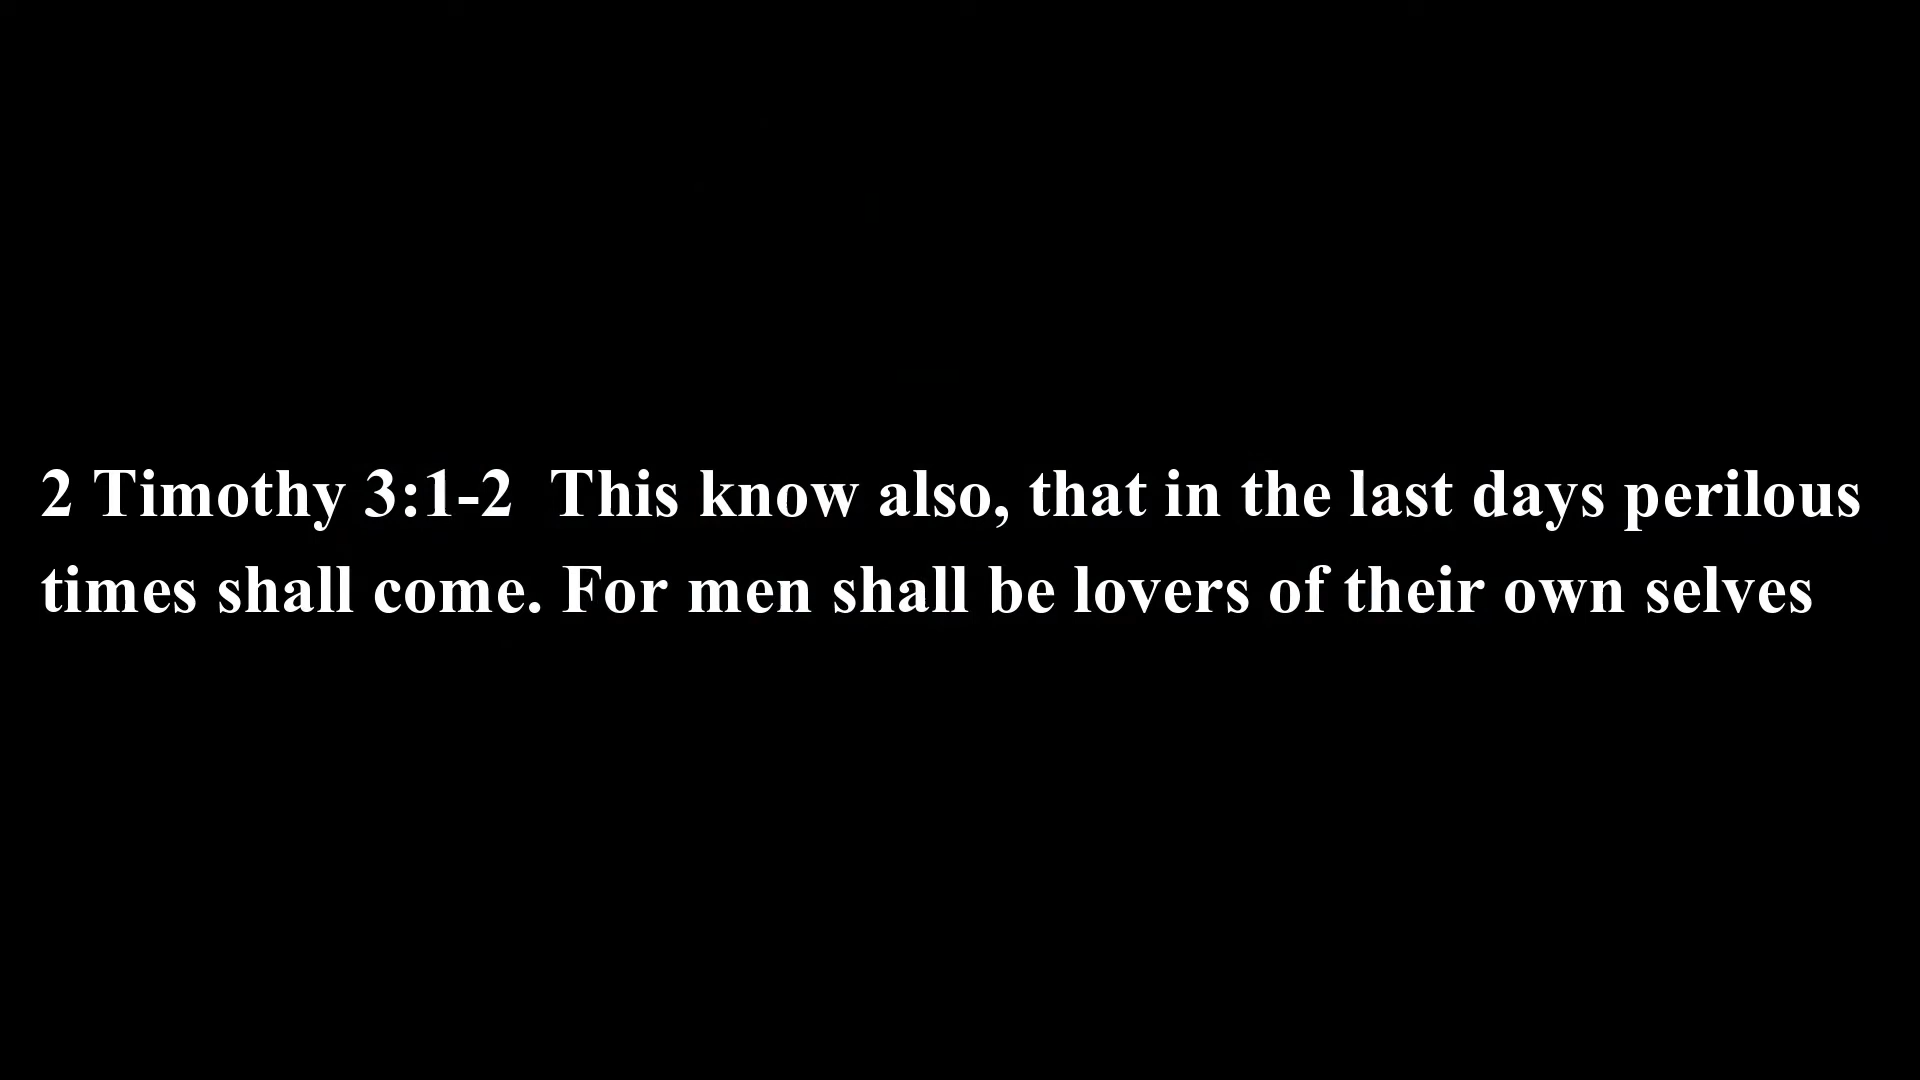 2 Timothy 3:1-2  This know also, that in the last days perilous
times shall come. For men shall be lovers of their own selves